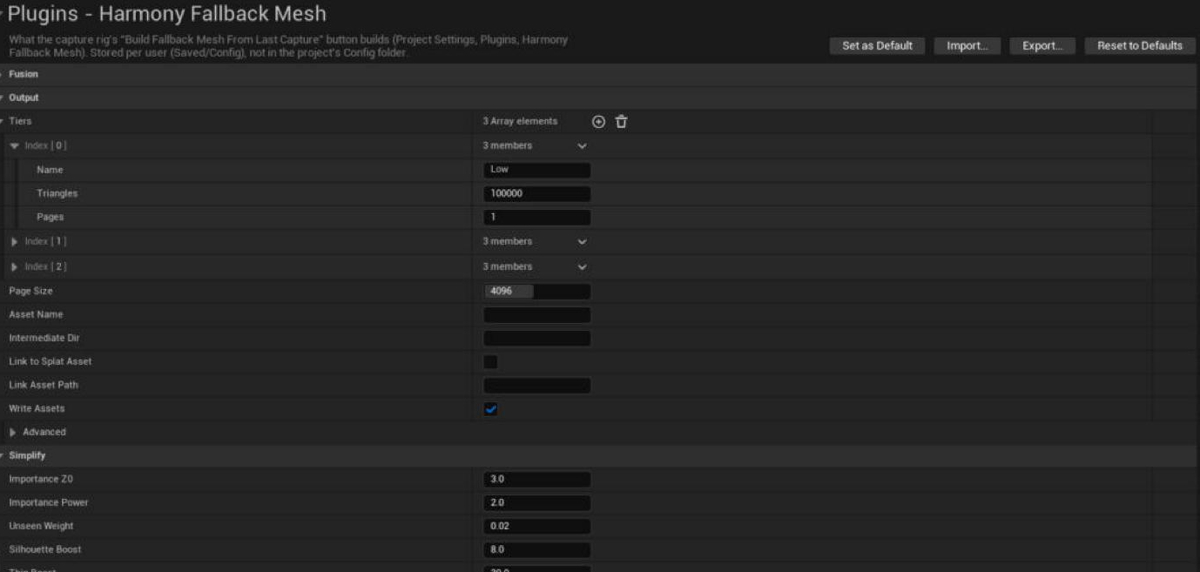 Plugins - Harmony Fallback Mesh
What the capture rig's "Build Fallback Mesh From Last Capture" button builds (Project Settings, Plugins, Harmony
Fallback Mesh). Stored per user (Saved/Config), not in the project's Config folder.
Set as Default
Import...
Export...
Reset to Defaults
Fusion
Output
Tiers 3 Array elements
Index [ 0 ] 3 members
Name Low
Triangles 100000
Pages 1
Index [ 1 ] 3 members
Index [ 2 ] 3 members
Page Size 4096
Asset Name
Intermediate Dir
Link to Splat Asset
Link Asset Path
Write Assets
Advanced
Simplify
Importance Z0 3.0
Importance Power 2.0
Unseen Weight 0.02
Silhouette Boost 8.0